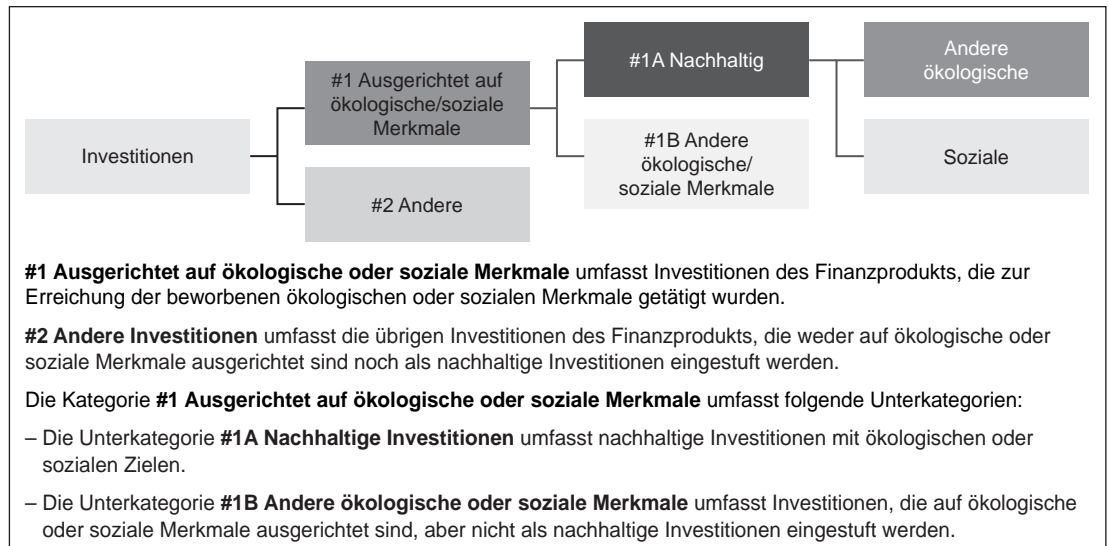 Investitionen
#1 Ausgerichtet auf
ökologische/soziale
Merkmale
#2 Andere
#1A Nachhaltig
#1B Andere
ökologische/
soziale Merkmale
Andere
ökologische
Soziale
#1 Ausgerichtet auf ökologische oder soziale Merkmale umfasst Investitionen des Finanzprodukts, die zur
Erreichung der beworbenen ökologischen oder sozialen Merkmale getätigt wurden.
#2 Andere Investitionen umfasst die übrigen Investitionen des Finanzprodukts, die weder auf ökologische oder
soziale Merkmale ausgerichtet sind noch als nachhaltige Investitionen eingestuft werden.
Die Kategorie #1 Ausgerichtet auf ökologische oder soziale Merkmale umfasst folgende Unterkategorien:
– Die Unterkategorie #1A Nachhaltige Investitionen umfasst nachhaltige Investitionen mit ökologischen oder
sozialen Zielen.
– Die Unterkategorie #1B Andere ökologische oder soziale Merkmale umfasst Investitionen, die auf ökologische
oder soziale Merkmale ausgerichtet sind, aber nicht als nachhaltige Investitionen eingestuft werden.